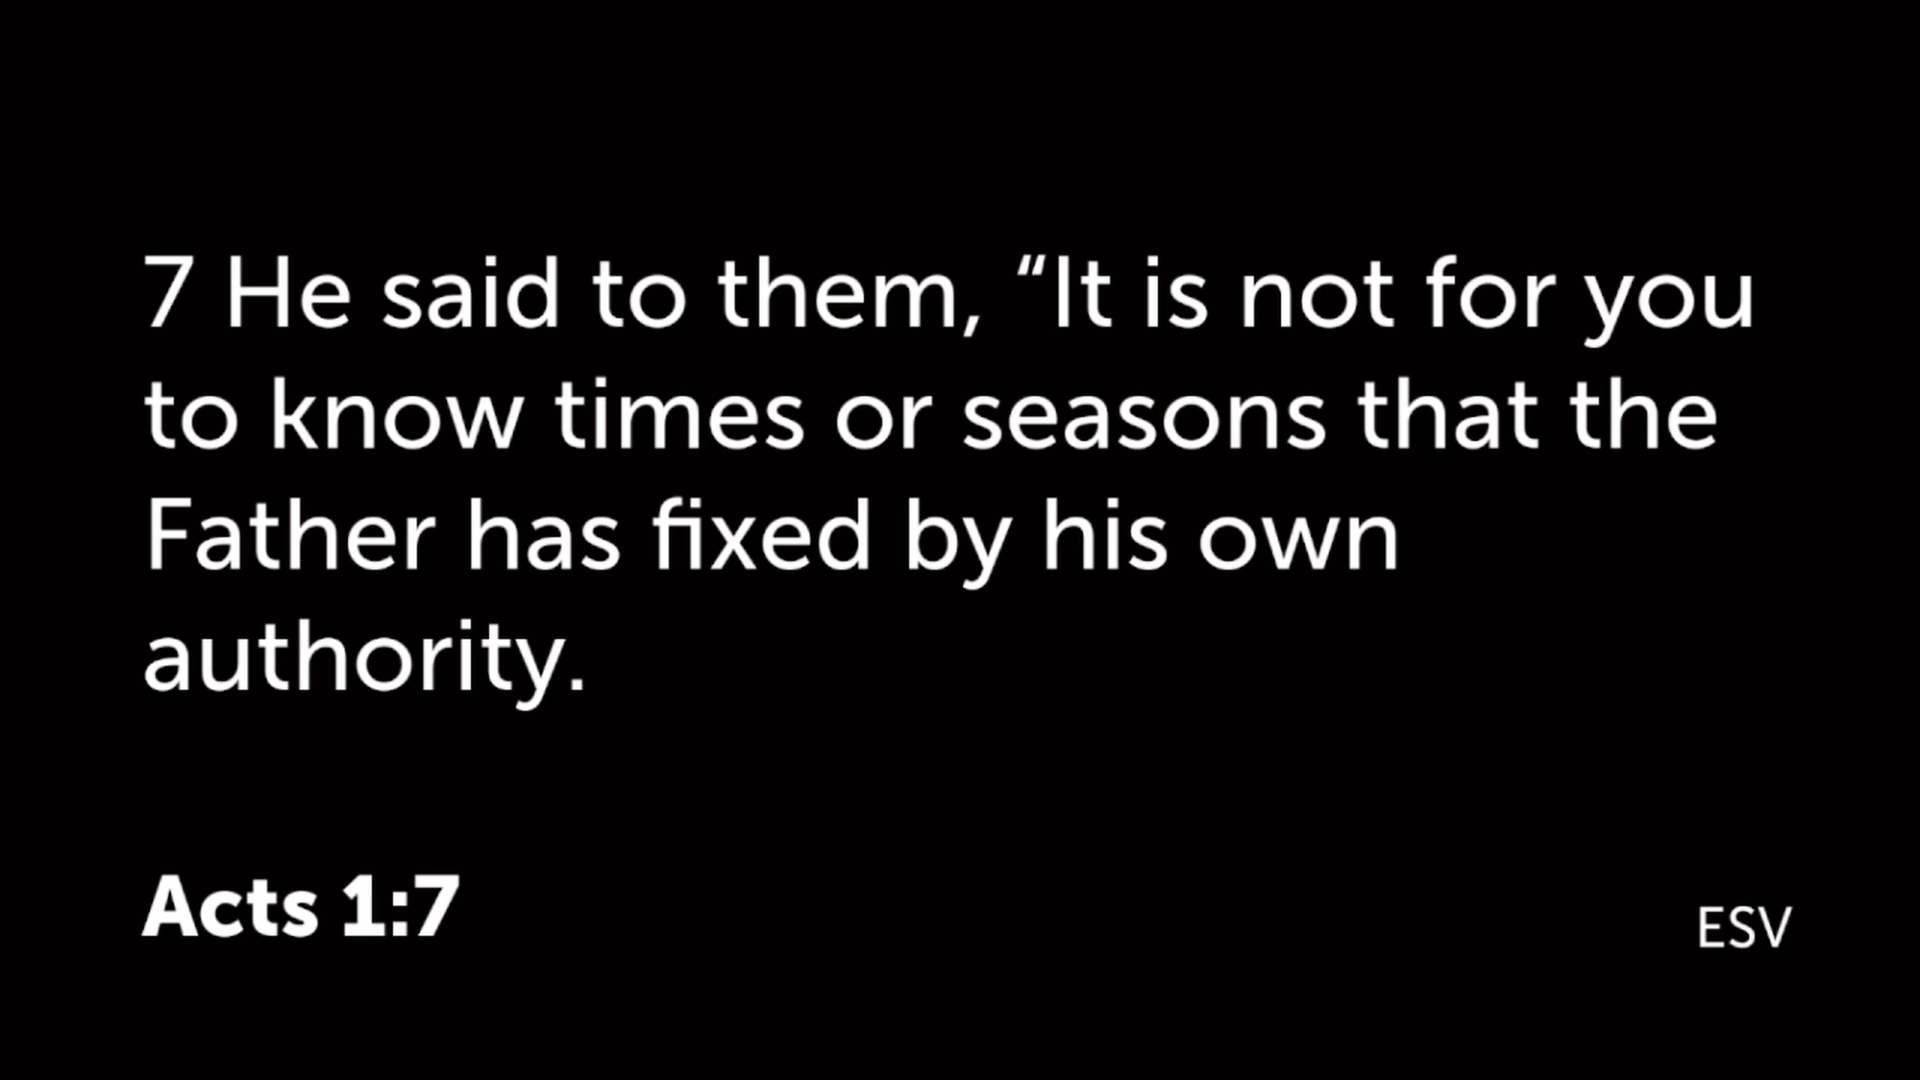 7 He said to them, “It is not for you
to know times or seasons that the
Father has fixed by his own
authority.
Acts 1:7
ESV